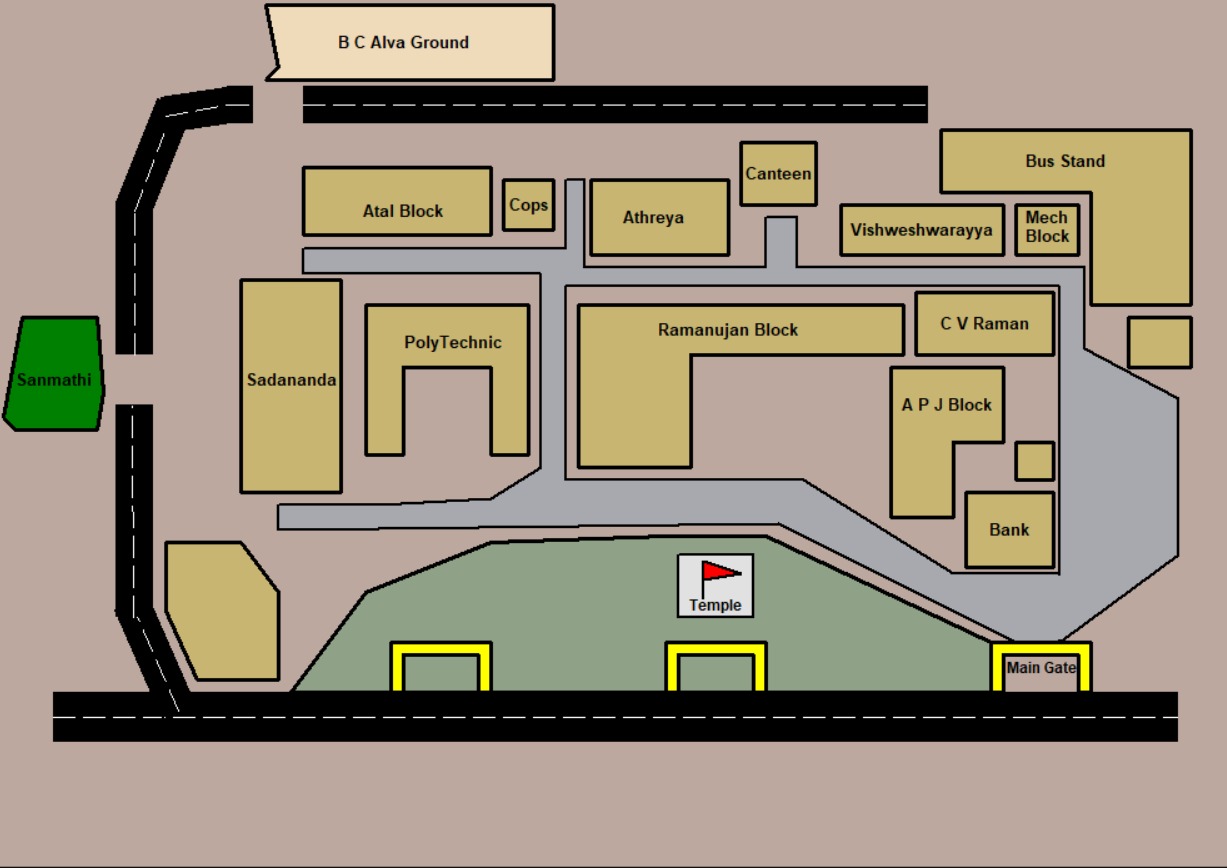 B C Alva Ground
Bus Stand
Canteen
Atal Block
Cops
Athreya
Vishweshwarayya
Mech
Block
PolyTechnic
Ramanujan Block
C V Raman
Sanmathi
Sadananda
A P J Block
Bank
Temple
Main Gate